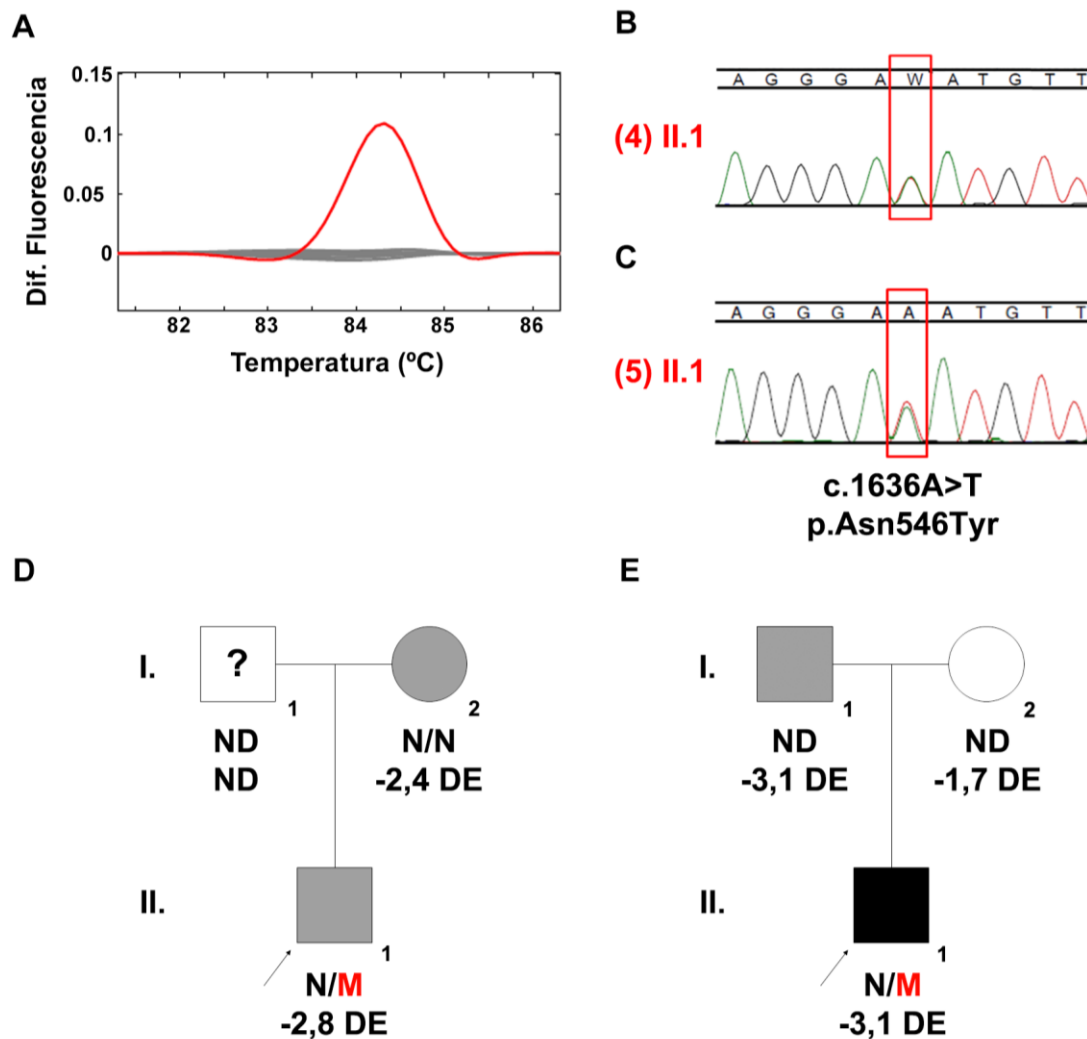 A
Dif. Fluorescencia
0.15
0.1
0.05
0
82 83 84 85 86
Temperatura (ºC)
B
A G G G A W A T G T T
(4) II.1
C
A G G G A A A T G T T
(5) II.1
c.1636A>T
p.Asn546Tyr
D
I.
?
1
2
ND
N/N
ND
-2,4 DE
II.
1
N/M
-2,8 DE
E
I.
1
2
ND
ND
-3,1 DE
-1,7 DE
II.
1
N/M
-3,1 DE